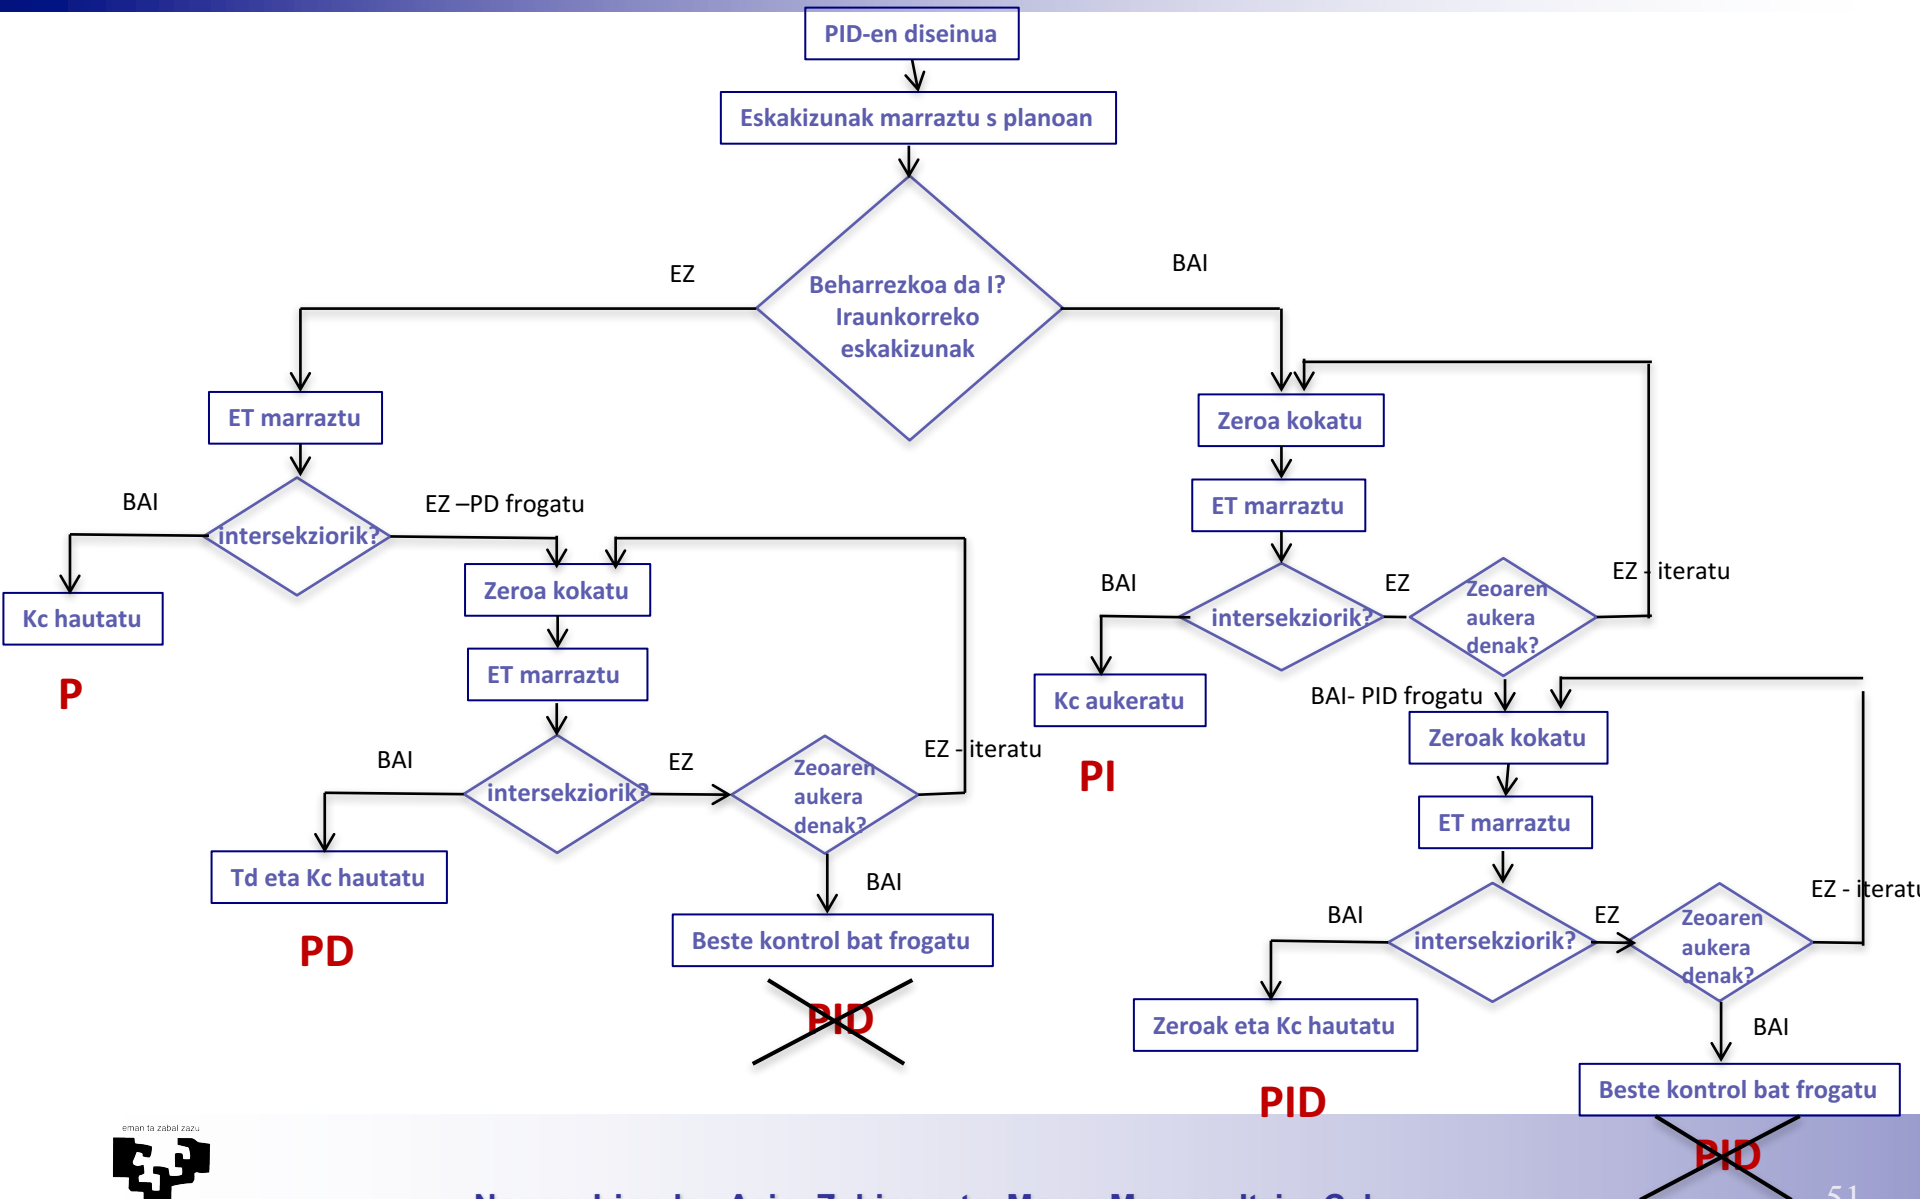 PID-en diseinua
Eskakizunak marraztu s planoan
Beharrezkoa da I?
Iraunkorreko
eskakizunak
EZ
BAI
ET marraztu
intersekziorik?
BAI
EZ –PD frogatu
Kc hautatu
P
Zeroa kokatu
ET marraztu
intersekziorik?
BAI
EZ
Zeoaren
aukera
denak?
EZ - iteratu
Td eta Kc hautatu
PD
BAI
Beste kontrol bat frogatu
PID
Zeroa kokatu
ET marraztu
intersekziorik?
BAI
EZ
Zeoaren
aukera
denak?
EZ - iteratu
Kc aukeratu
PI
BAI- PID frogatu
Zeroak kokatu
ET marraztu
intersekziorik?
BAI
EZ
Zeoaren
aukera
denak?
EZ - iteratu
Zeroak eta Kc hautatu
PID
BAI
Beste kontrol bat frogatu
PID
eman ta zabal zazu